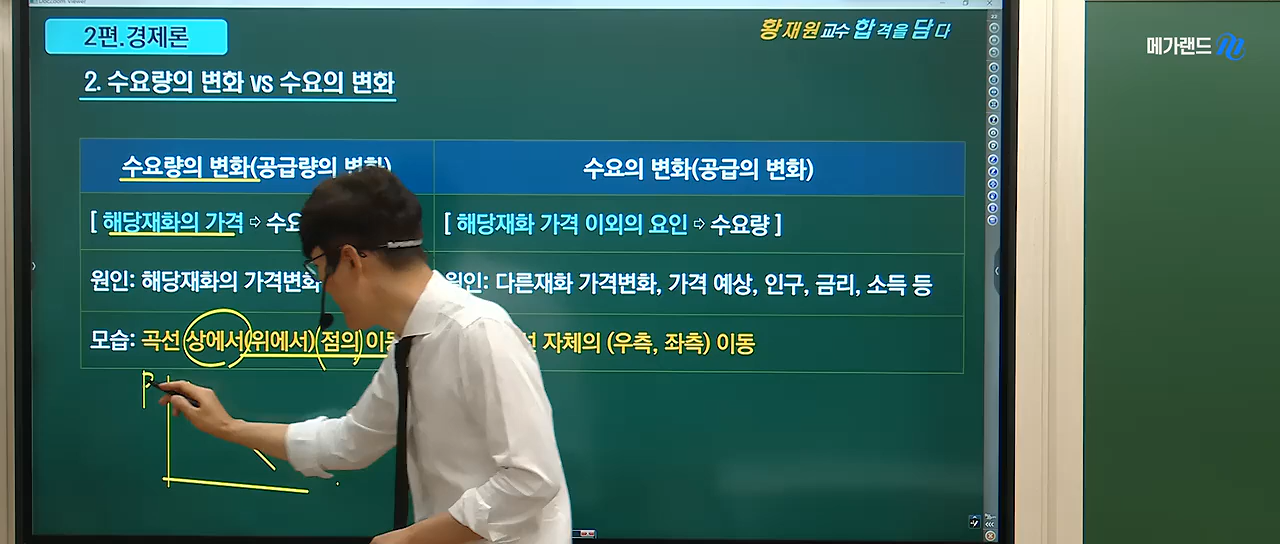 2편.경제론
황재원교수 합격을 담다
메가랜드
2. 수요량의 변화 vs 수요의 변화
수요량의 변화(공급량의 변화)
수요의 변화(공급의 변화)
[ 해당재화의 가격 ⇨
[ 해당재화 가격 이외의 요인 ⇨ 수요량 ]
원인: 해당재화의 가격변화
원인: 다른재화 가격변화, 가격 예상, 인구, 금리, 소득 등
모습: 곡선 상에서(위에서)(점의) 이동
자체의 (우측, 좌측) 이동
P